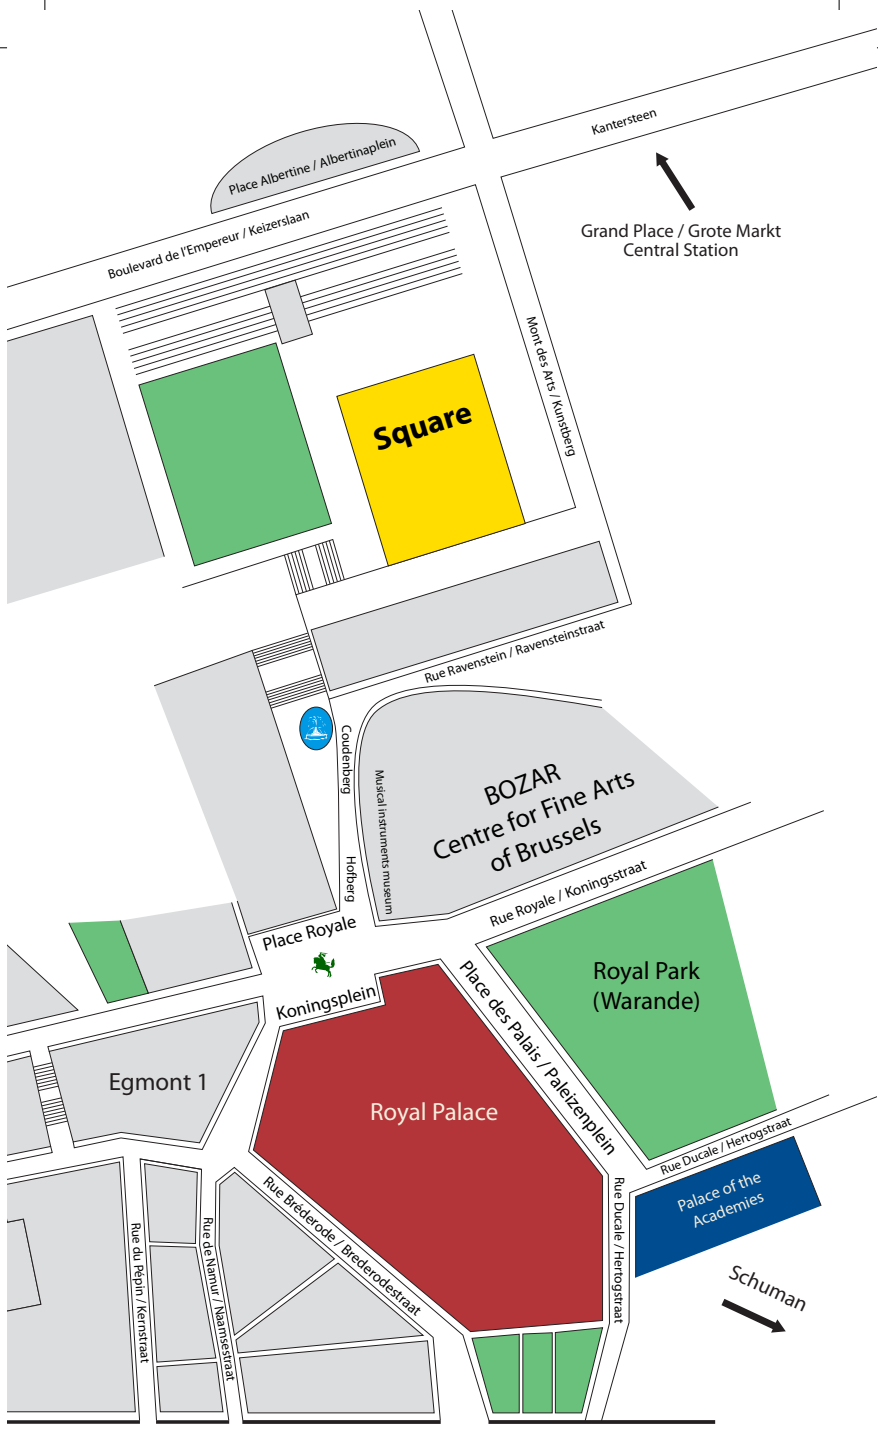 Kantersteen
Place Albertine / Albertinaplein
Grand Place / Grote Markt
Central Station
Boulevard de l'Empereur / Keizerslaan
Mont des Arts / Kunstberg
Square
Rue Ravenstein / Ravensteinstraat
Coudenberg
Musical instruments museum
BOZAR
Centre for Fine Arts
of Brussels
Hofberg
Rue Royale / Koningsstraat
Place Royale
Koningsplein
Place des Palais / Paleizenplein
Royal Park
(Warande)
Egmont 1
Royal Palace
Rue Ducale / Hertogstraat
Palace of the
Academies
Rue Bréderode / Brederodestraat
Rue Ducale / Hertogstraat
Rue du Pépin / Kernstraat
Rue de Namur / Naamsestraat
Schuman